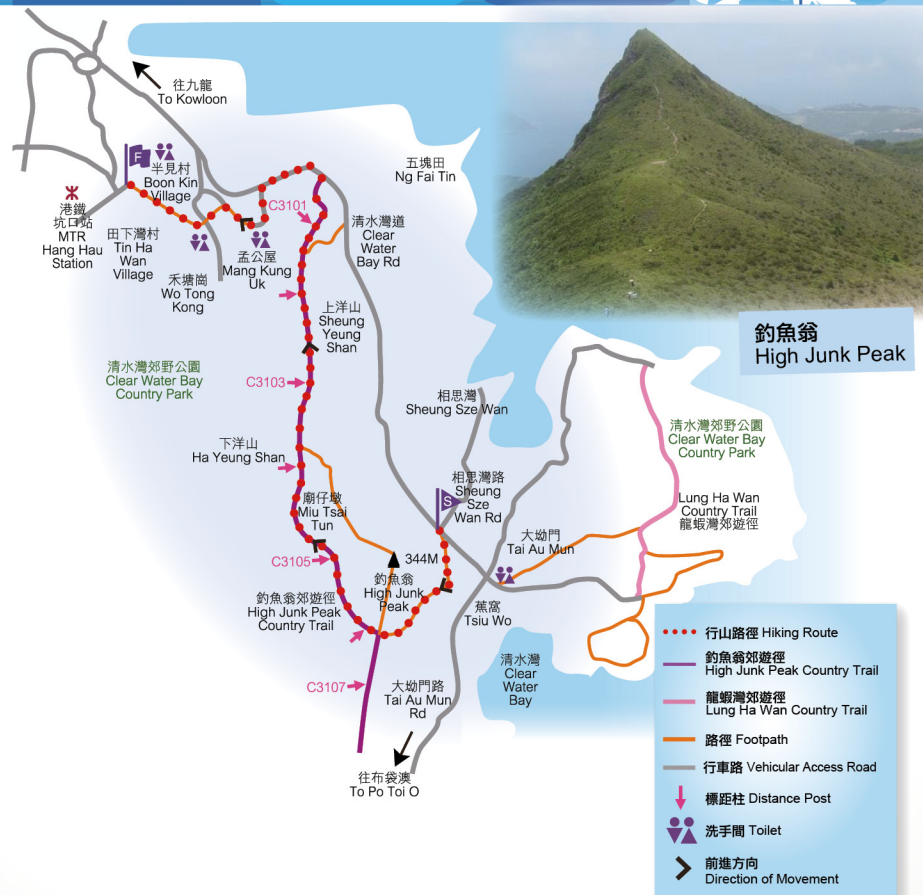 往九龍
To Kowloon
F
半見村
Boon Kin
Village
港鐵
坑口站
MTR
Hang Hau
Station
田下灣村
Tin Ha
Wan
Village
禾塘崗
Wo Tong
Kong
孟公屋
Mang Kung
Uk
C3101
五塊田
Ng Fai Tin
清水灣道
Clear
Water
Bay Rd
上洋山
Sheung
Yeung
Shan
清水灣郊野公園
Clear Water Bay
Country Park
C3103
相思灣
Sheung Sze Wan
下洋山
Ha Yeung Shan
相思灣路
Sheung
Sze
Wan Rd
S
廟仔墩
Miu Tsai
Tun
C3105
344M
釣魚翁
High Junk
Peak
釣魚翁郊遊徑
High Junk Peak
Country Trail
大坳門
Tai Au Mun
蕉窩
Tsiu Wo
C3107
大坳門路
Tai Au Mun
Rd
清水灣
Clear
Water
Bay
往布袋澳
To Po Toi O
釣魚翁
High Junk Peak
清水灣郊野公園
Clear Water Bay
Country Park
Lung Ha Wan
Country Trail
龍蝦灣郊遊徑
行山路徑 Hiking Route
釣魚翁郊遊徑
High Junk Peak Country Trail
龍蝦灣郊遊徑
Lung Ha Wan Country Trail
路徑 Footpath
行車路 Vehicular Access Road
標距柱 Distance Post
洗手間 Toilet
前進方向
Direction of Movement